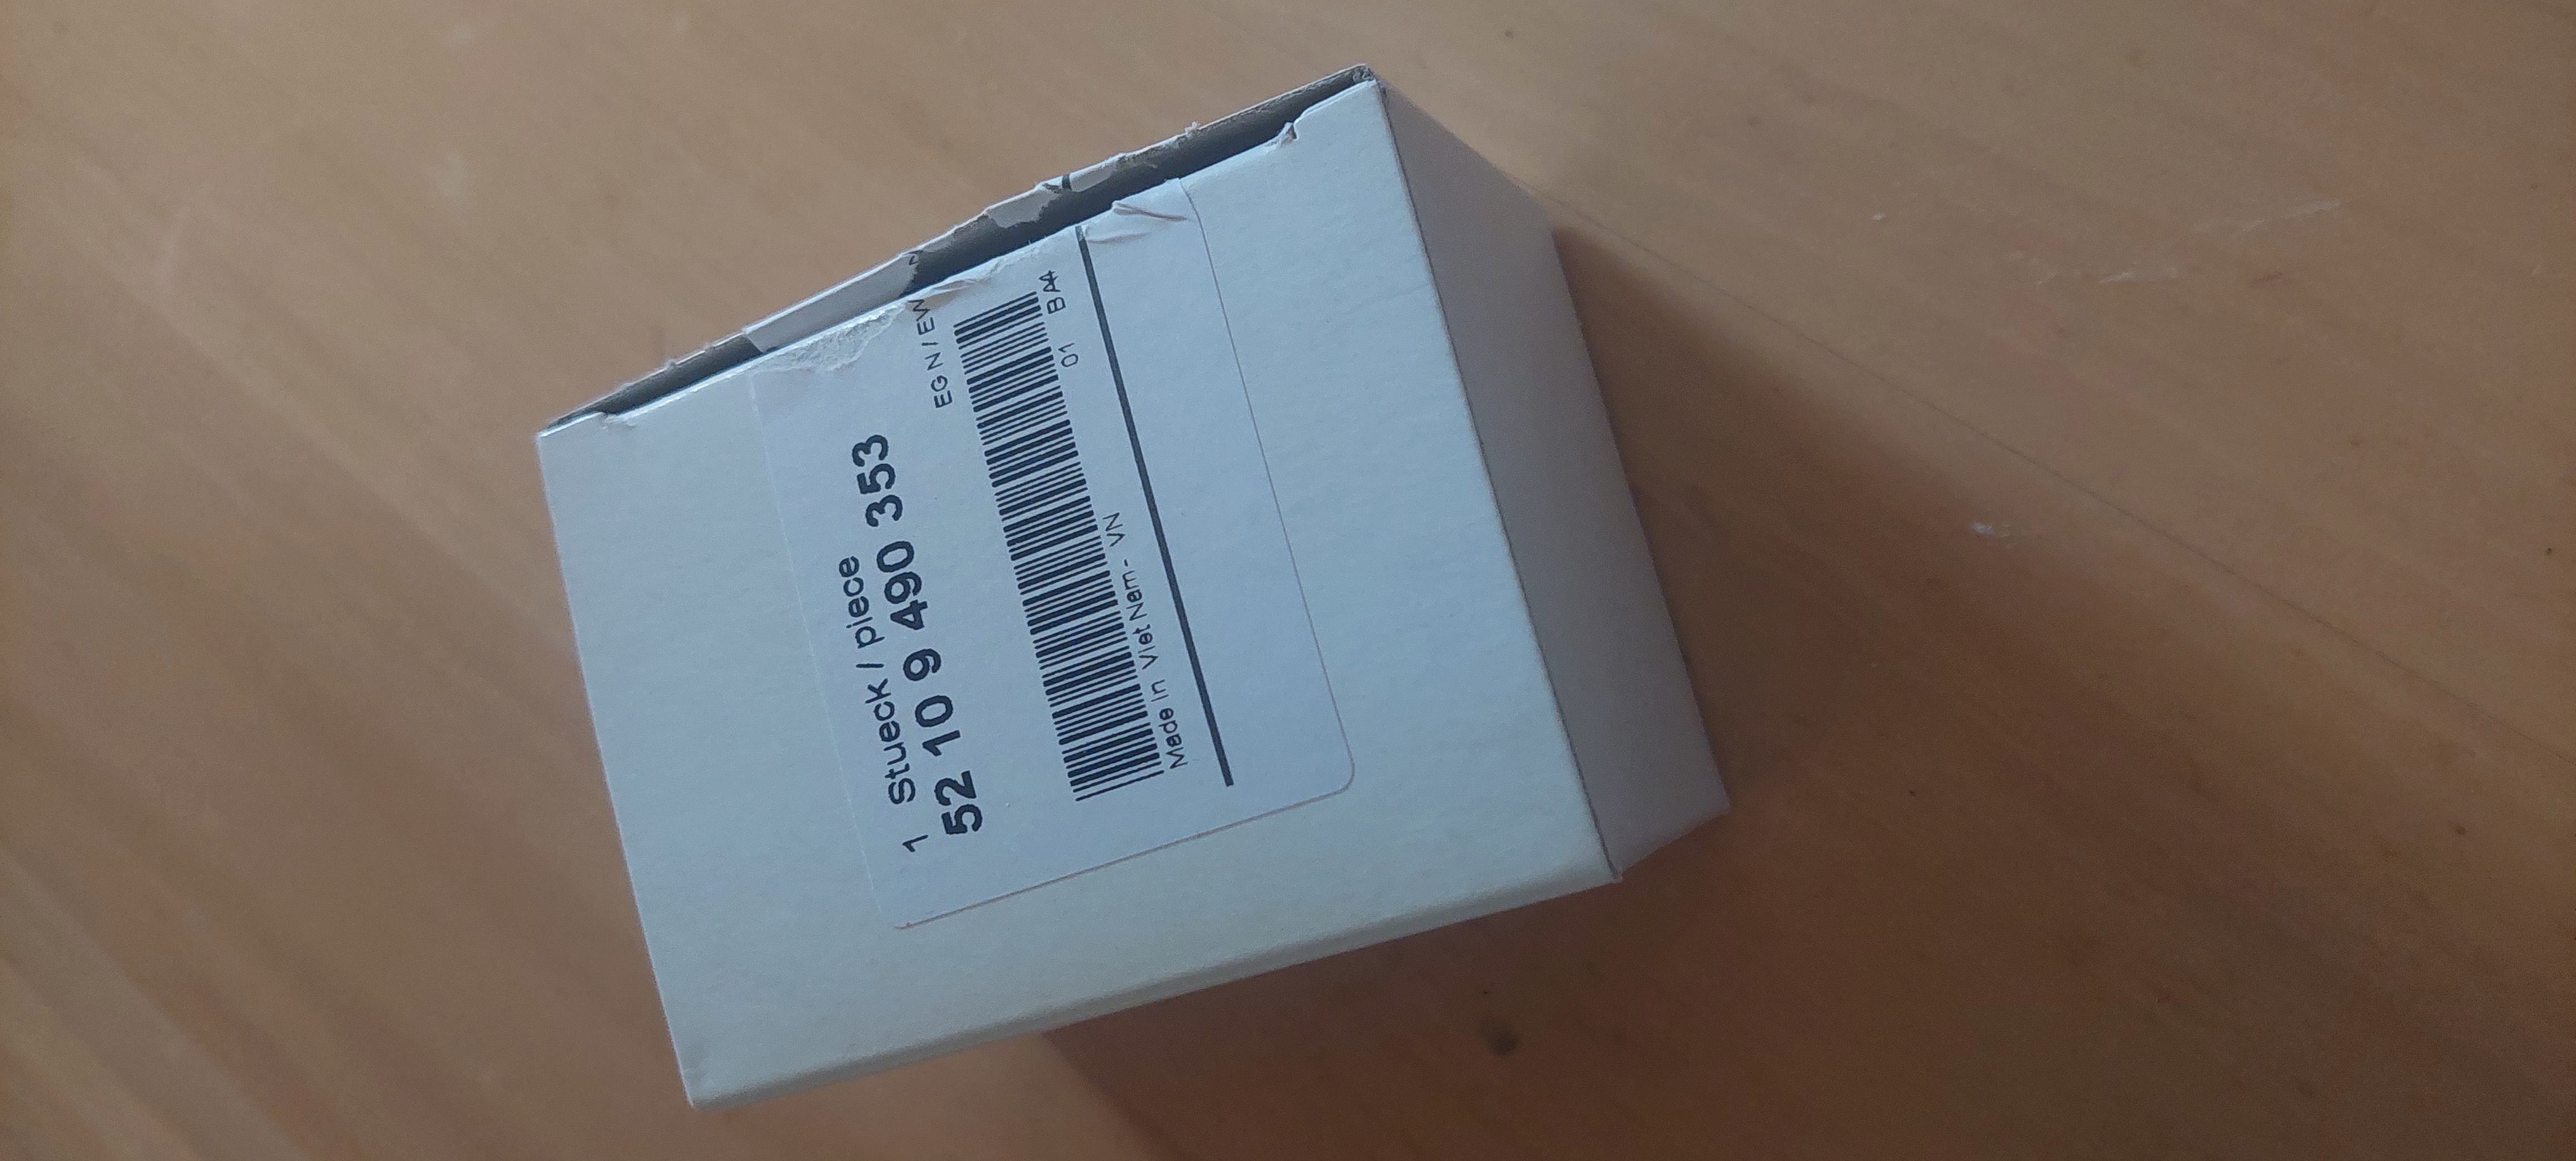 1 Stueck / piece
52 10 9 490 353
EG N / EW
Made in Viet Nam - VN
01 BA4